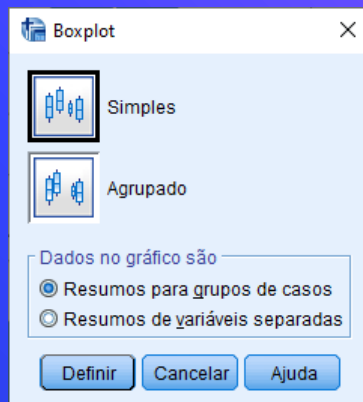 Boxplot
Simples
Agrupado
Dados no gráfico são
Resumos para grupos de casos
Resumos de variáveis separadas
Definir Cancelar Ajuda